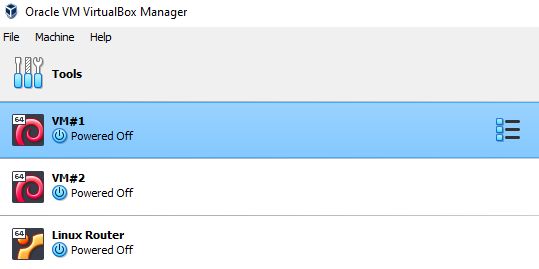 Oracle VM VirtualBox Manager
File Machine Help
Tools
64
VM#1
Powered Off
64
VM#2
Powered Off
64
Linux Router
Powered Off